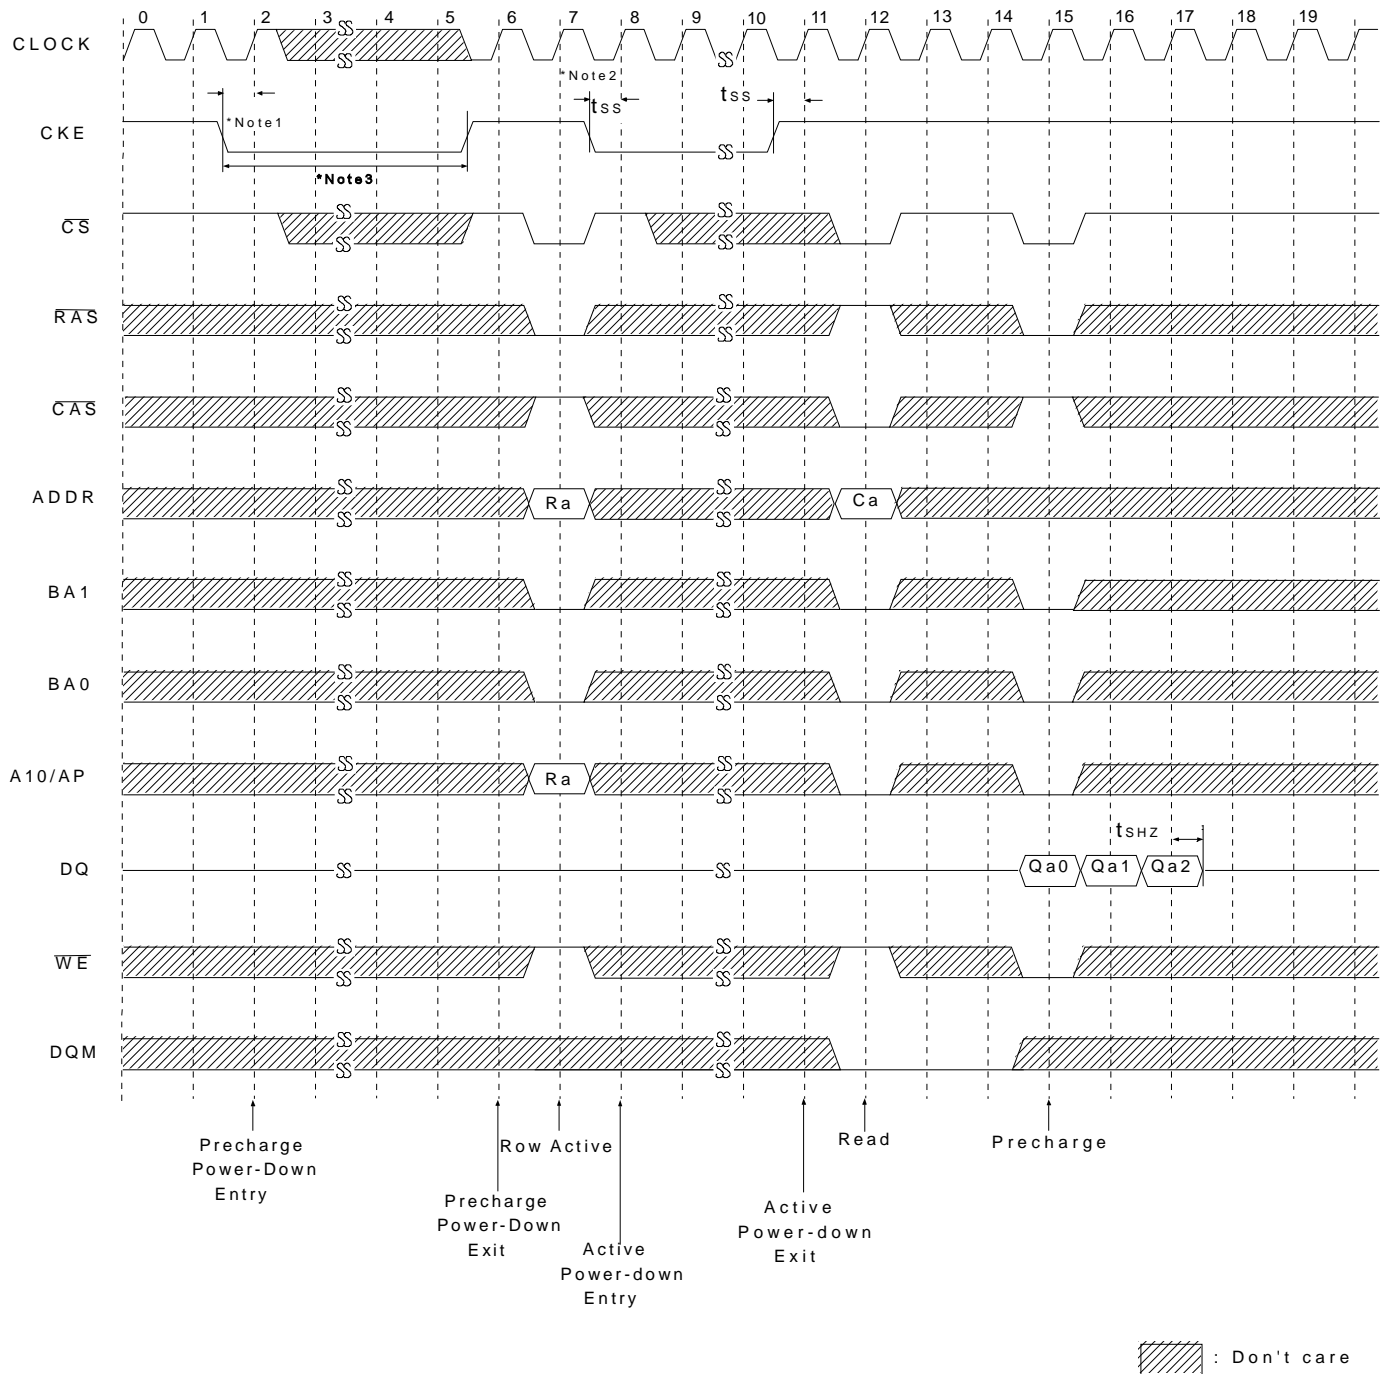 0 1 2 3 4 5 6 7 8 9 10 11 12 13 14 15 16 17 18 19
CLOCK
*Note2
tSS
tSS
*Note1
CKE
*Note3
CS
RAS
CAS
ADDR
Ra
Ca
BA1
BA0
A10/AP
Ra
tSHZ
DQ
Qa0 Qa1 Qa2
WE
DQM
Precharge
Power-Down
Entry
Row Active
Read
Precharge
Precharge
Power-Down
Exit
Active
Power-down
Exit
Active
Power-down
Entry
: Don't care